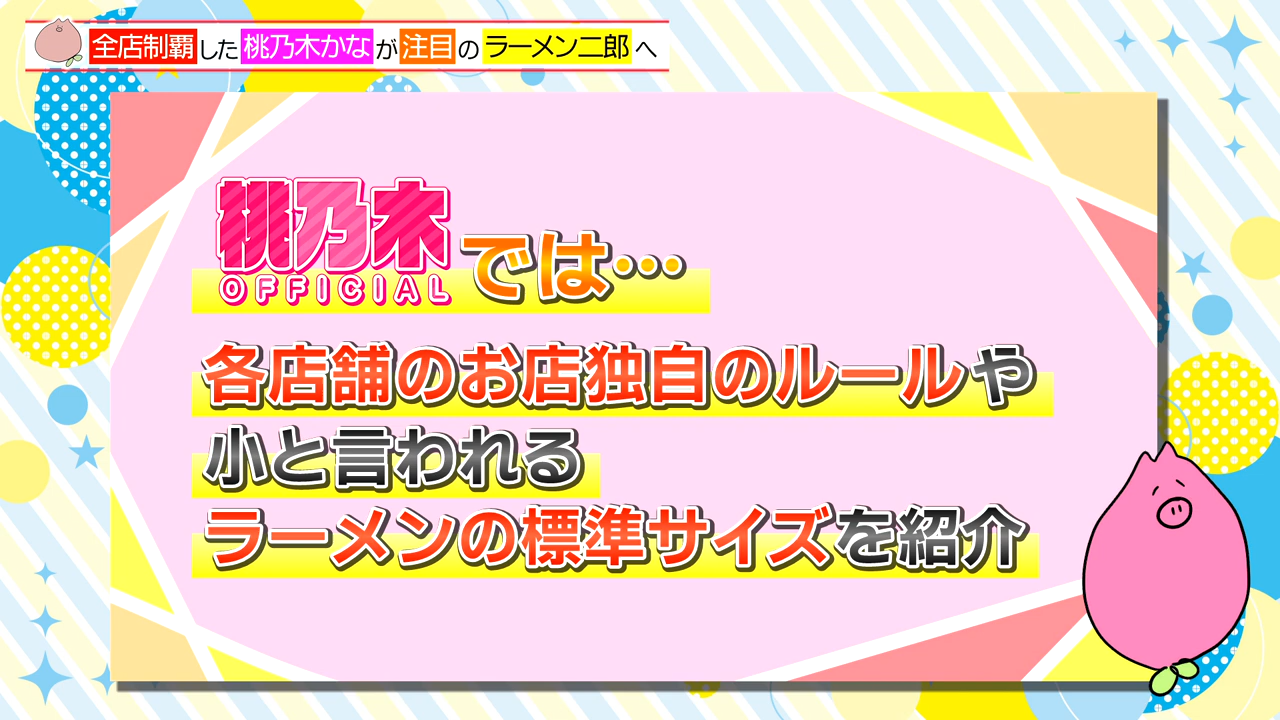 全店制覇した桃乃木かなが注目のラーメン二郎へ
桃乃木
OFFICIAL
では…
各店舗のお店独自のルールや
小と言われる
ラーメンの標準サイズを紹介